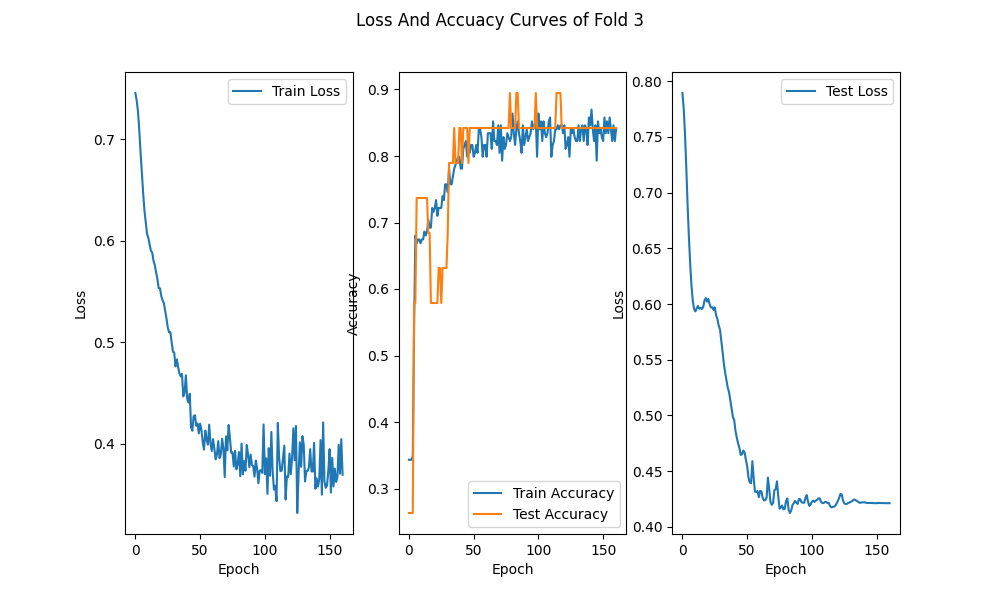 Loss And Accuacy Curves of Fold 3
Train Loss
0.7
0.6
0.5
0.4
Loss
0 50 100 150
Epoch
0.9
0.8
0.7
0.6
0.5
0.4
0.3
Accuracy
Train Accuracy
Test Accuracy
0 50 100 150
Epoch
Test Loss
0.80
0.75
0.70
0.65
0.60
0.55
0.50
0.45
0.40
Loss
0 50 100 150
Epoch